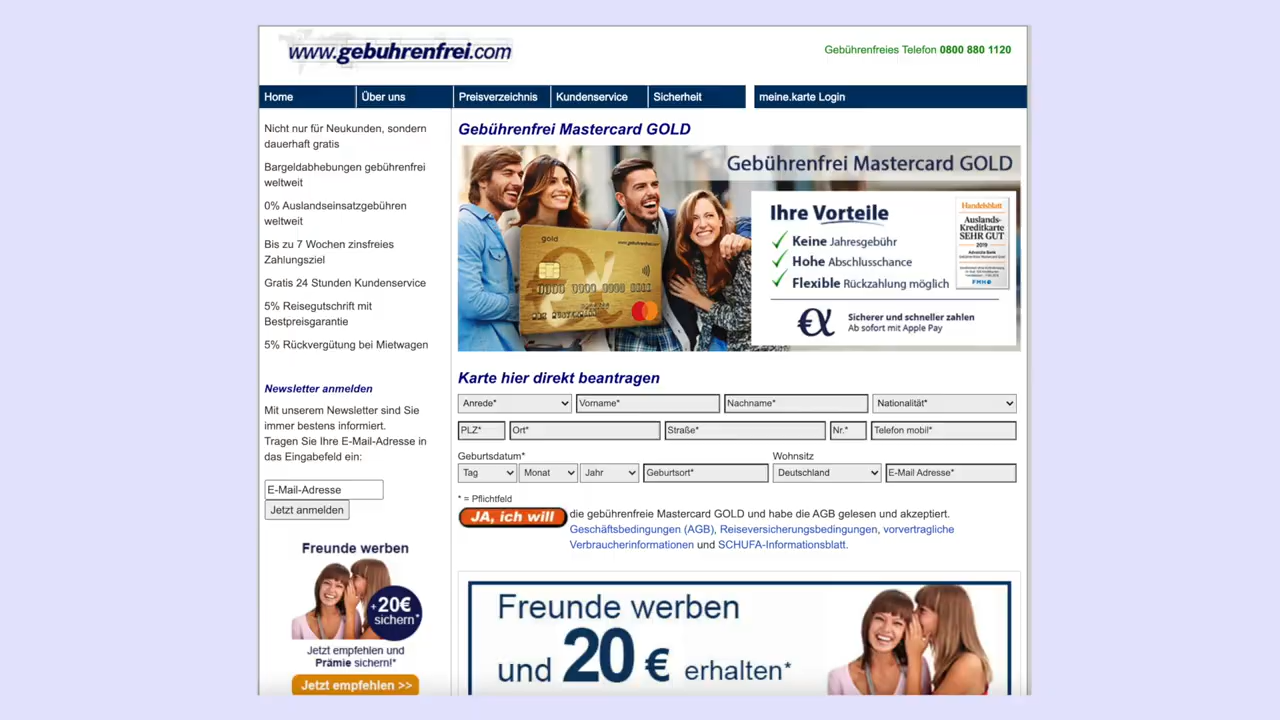 www.gebuhrenfrei.com
Gebührenfreies Telefon 0800 880 1120
Home
Über uns
Preisverzeichnis
Kundenservice
Sicherheit
meine.karte Login
Nicht nur für Neukunden, sondern
dauerhaft gratis
Bargeldabhebungen gebührenfrei
weltweit
0% Auslandseinsatzgebühren
weltweit
Bis zu 7 Wochen zinsfreies
Zahlungsziel
Gratis 24 Stunden Kundenservice
5% Reisegutschrift mit
Bestpreisgarantie
5% Rückvergütung bei Mietwagen
Newsletter anmelden
Mit unserem Newsletter sind Sie
immer bestens informiert.
Tragen Sie Ihre E-Mail-Adresse in
das Eingabefeld ein:
E-Mail-Adresse
Jetzt anmelden
Freunde werben
+20€
sichern*
Jetzt empfehlen und
Prämie sichern!*
Jetzt empfehlen >>
Gebührenfrei Mastercard GOLD
Gebührenfrei Mastercard GOLD
gold
Ihre Vorteile
Keine Jahresgebühr
Hohe Abschlusschance
Flexible Rückzahlung möglich
Handelsblatt
Auslands-
Kreditkarte
SEHR GUT
2019
€α Sicherer und schneller zahlen
Ab sofort mit Apple Pay
Karte hier direkt beantragen
Anrede* Vorname* Nachname* Nationalität*
PLZ* Ort* Straße* Nr.* Telefon mobil*
Geburtsdatum* Wohnsitz
Tag Monat Jahr Geburtsort* Deutschland E-Mail Adresse*
* = Pflichtfeld
JA, ich will die gebührenfreie Mastercard GOLD und habe die AGB gelesen und akzeptiert.
Geschäftsbedingungen (AGB), Reiseversicherungsbedingungen, vorvertragliche
Verbraucherinformationen und SCHUFA-Informationsblatt.
Freunde werben
und 20 € erhalten*